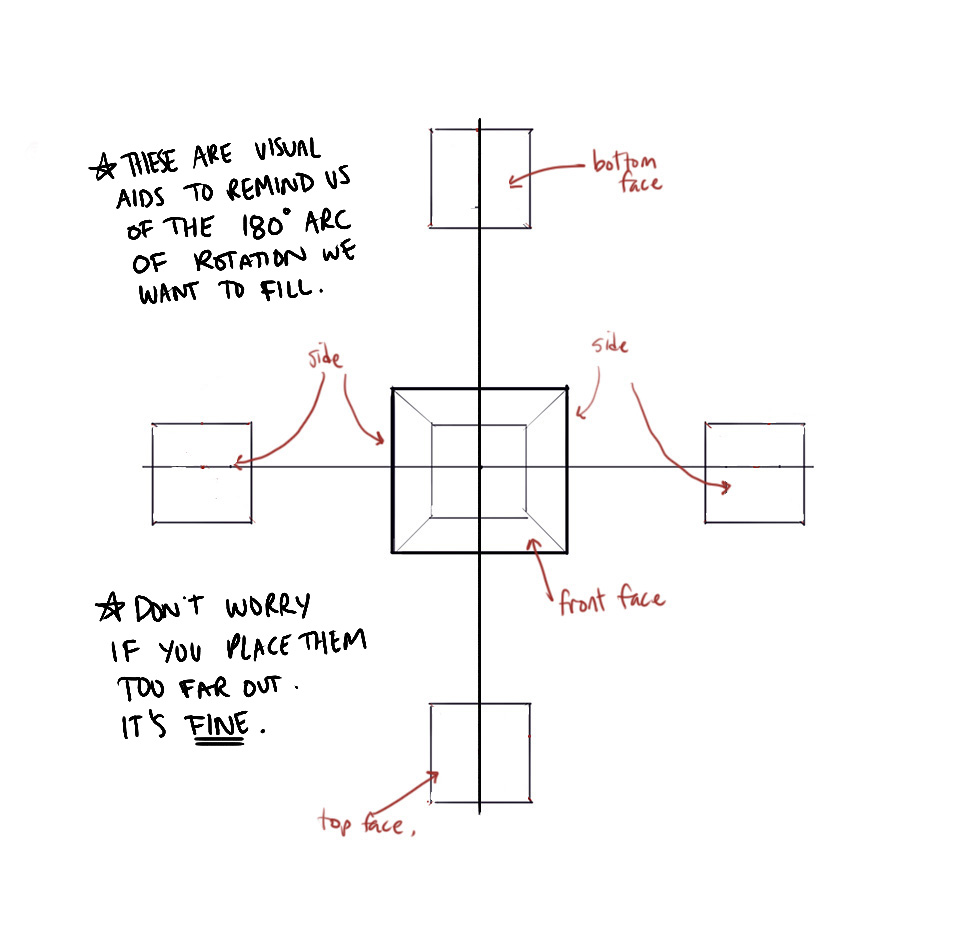 ☆ THESE ARE VISUAL
AIDS TO REMIND US
OF THE 180° ARC
OF ROTATION WE
WANT TO FILL.
bottom
face
side
side
front face
☆ DON'T WORRY
IF YOU PLACE THEM
TOO FAR OUT.
IT'S FINE.
top face,